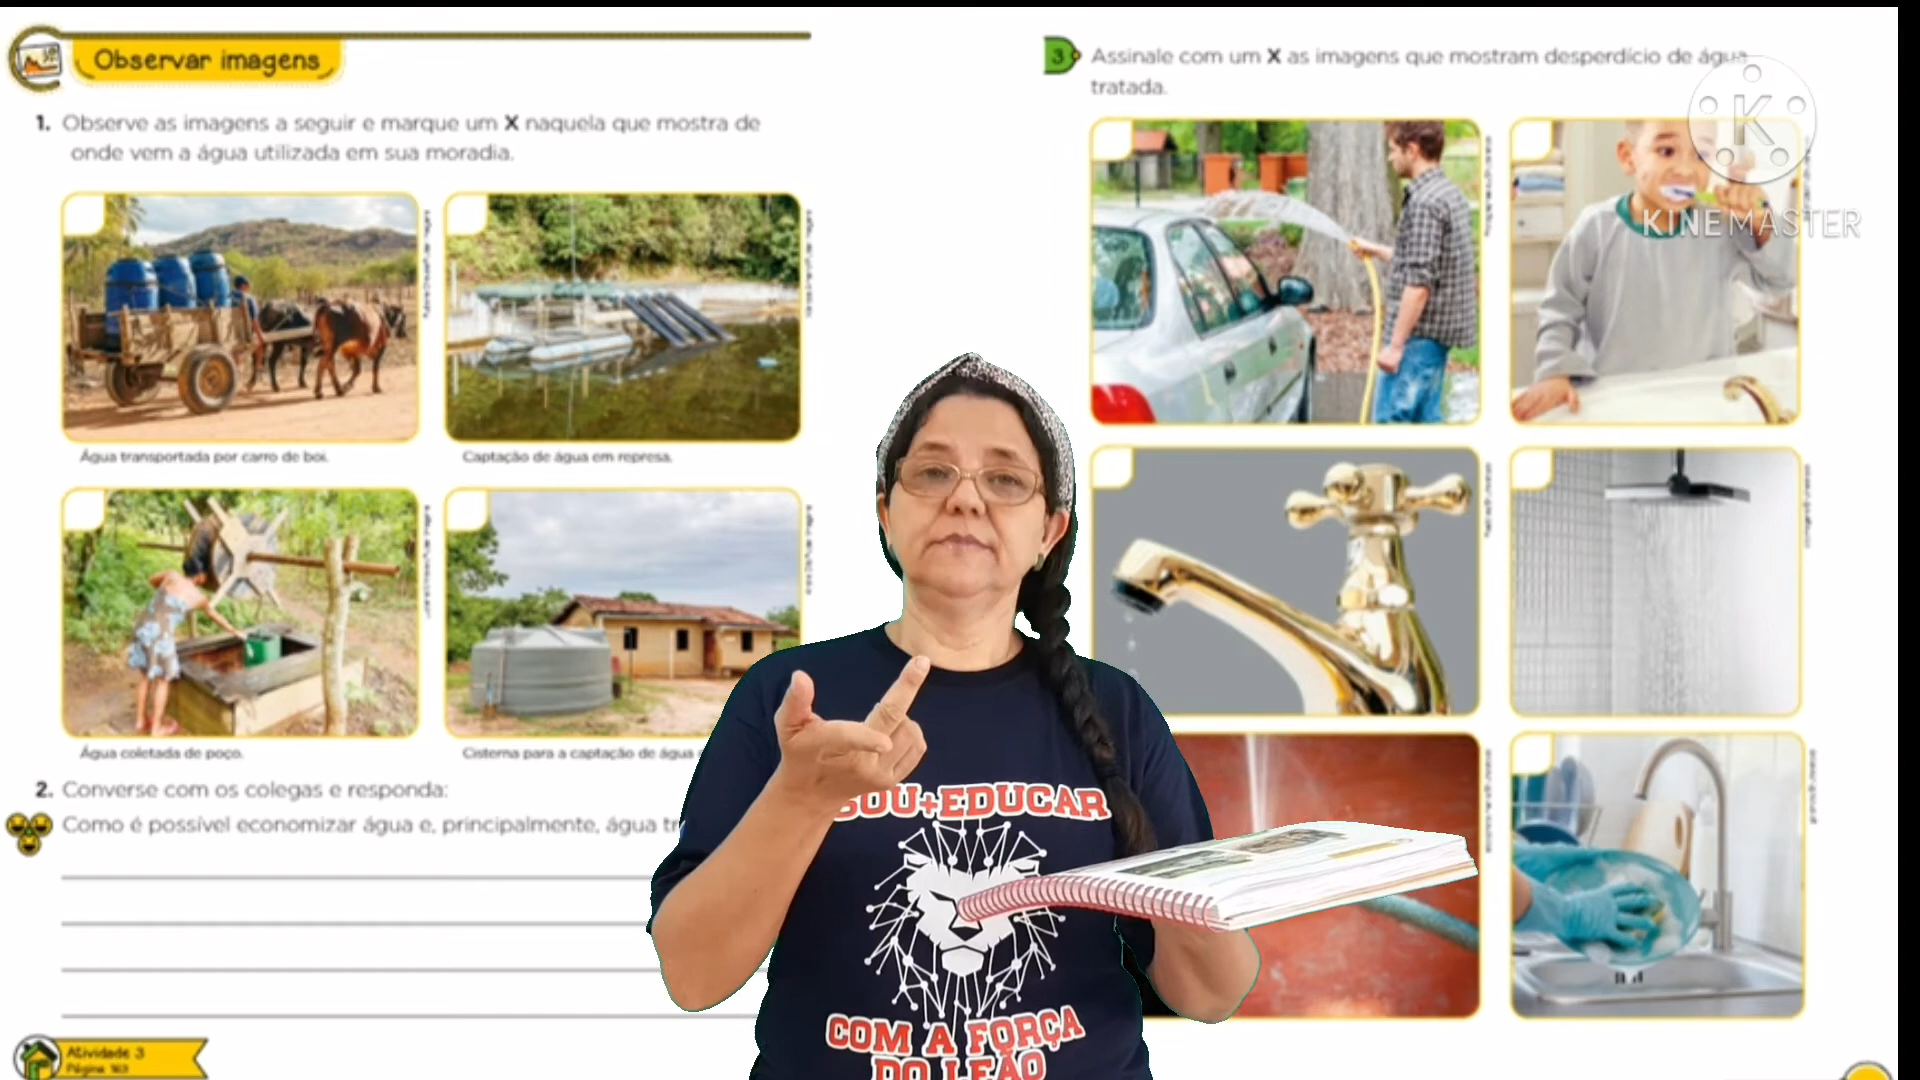 Observar imagens
1. Observe as imagens a seguir e marque um X naquela que mostra de
onde vem a água utilizada em sua moradia.
Água transportada por carro de boi.
Captação de água em represa.
Água coletada de poço.
Cisterna para a captação de água
2. Converse com os colegas e responda:
Como é possível economizar água e, principalmente, água
Atividade 3
Página 163
3 Assinale com um X as imagens que mostram desperdício de água
tratada.
K
KINEMASTER
SOU+EDUCAR
COM A FORÇA
DO LEÃO